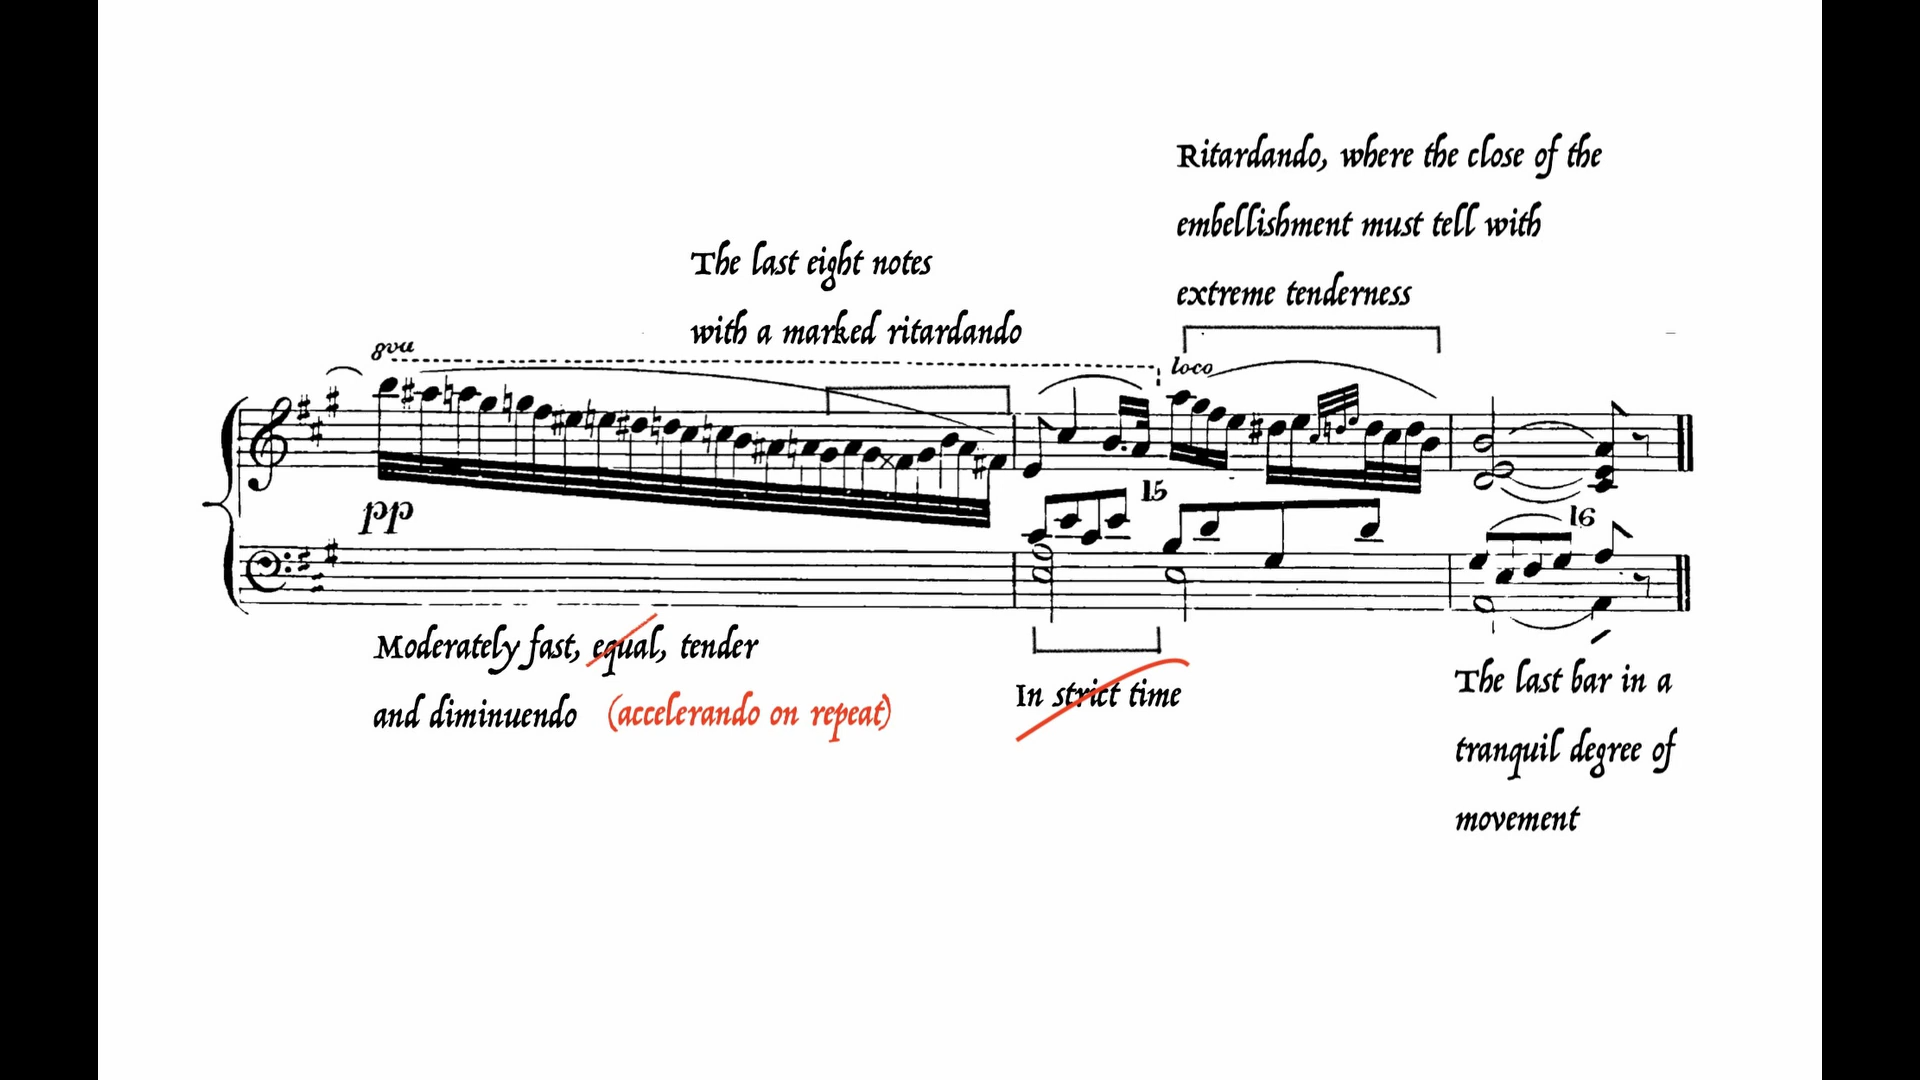 Ritardando, where the close of the
embellishment must tell with
extreme tenderness
The last eight notes
with a marked ritardando
8va
loco
pp
15
16
Moderately fast, equal, tender
and diminuendo (accelerando on repeat)
In strict time
The last bar in a
tranquil degree of
movement